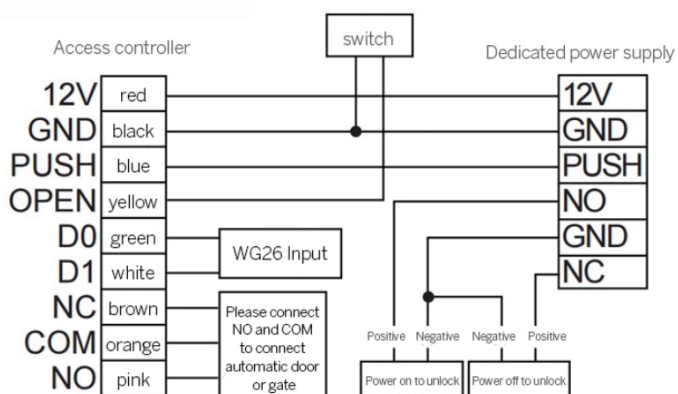 switch
Access controller
Dedicated power supply
12V red
GND black
PUSH blue
OPEN yellow
D0 green
D1 white
NC brown
COM orange
NO pink
WG26 Input
Please connect
NO and COM
to connect
automatic door
or gate
12V
GND
PUSH
NO
GND
NC
Positive Negative Negative Positive
Power on to unlock
Power off to unlock